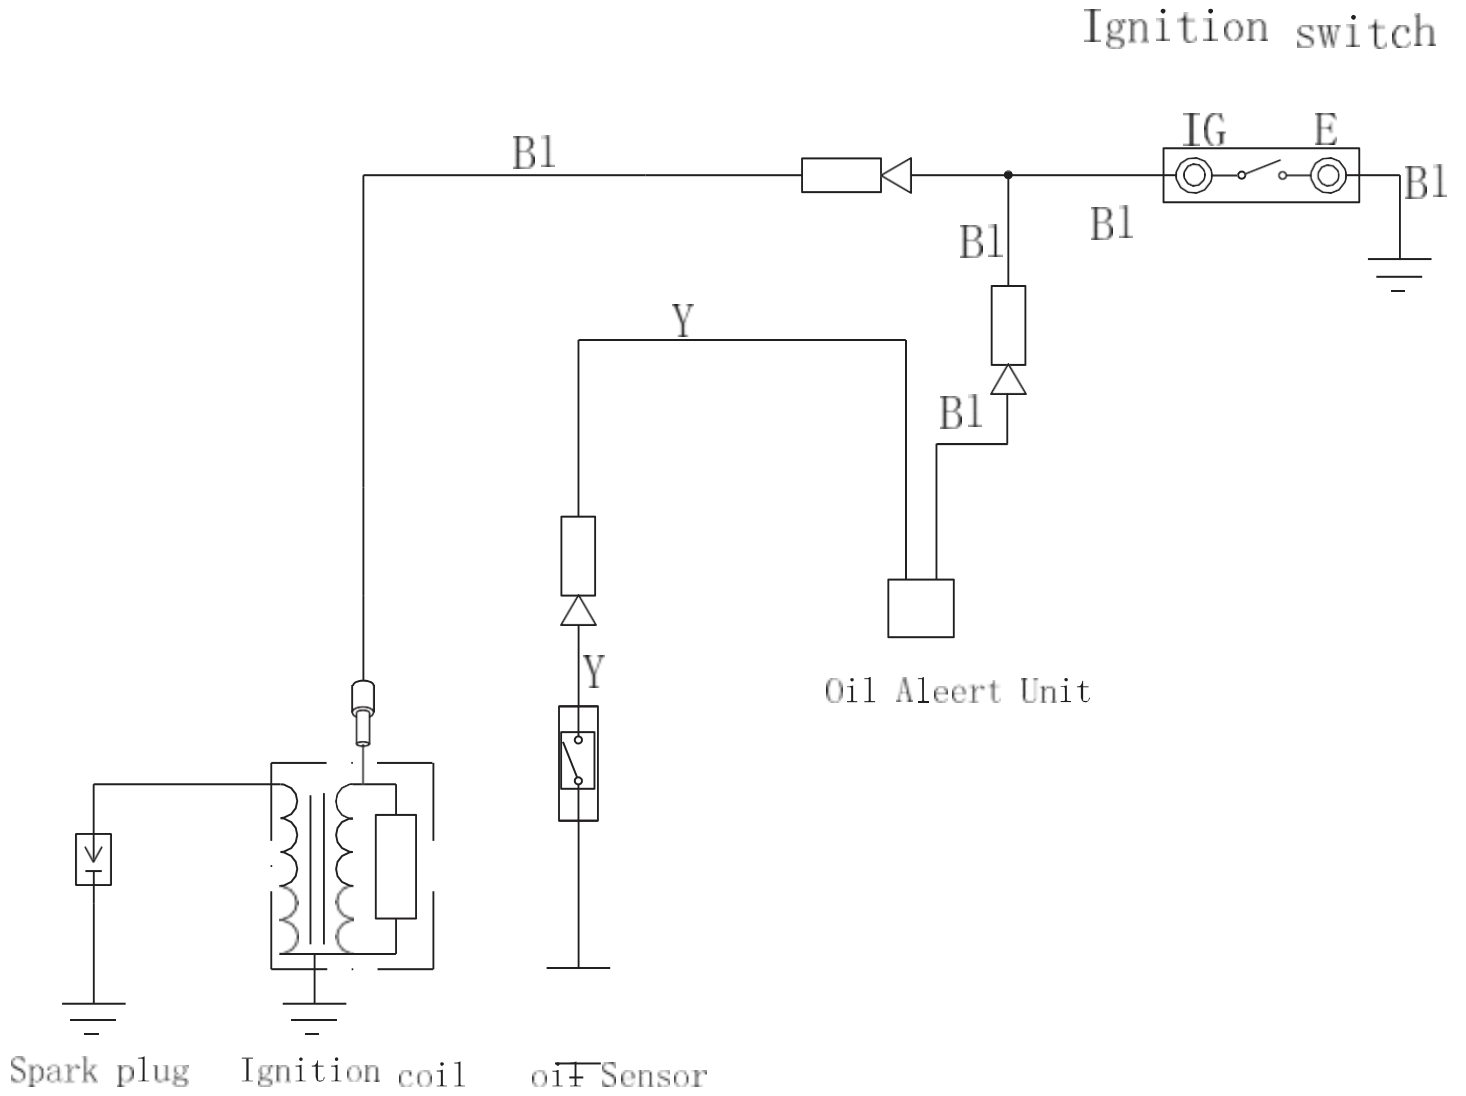 Ignition switch
IG E
Bl
Bl
Bl
Bl
Y
Bl
Y
Oil Aleert Unit
Spark plug
Ignition coil
oil Sensor